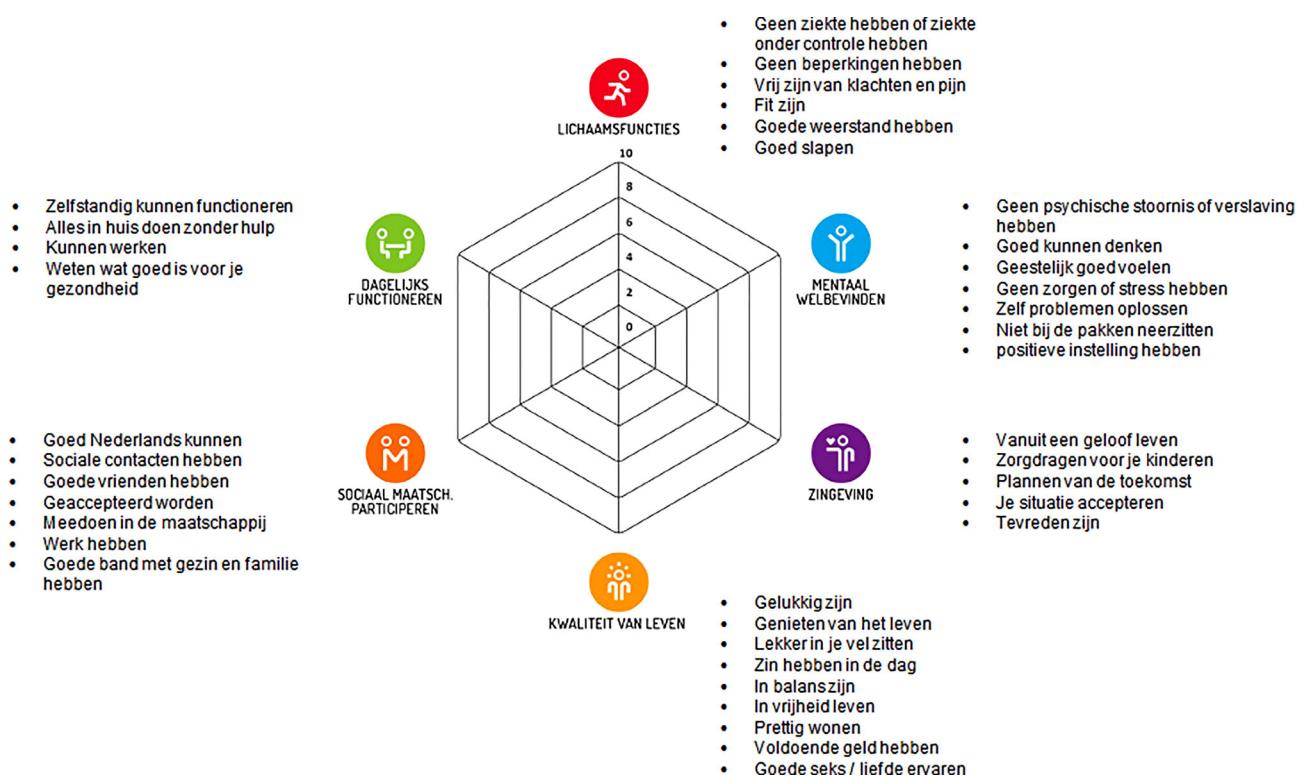 • Geen ziekte hebben of ziekte
onder controle hebben
• Geen beperkingen hebben
• Vrij zijn van klachten en pijn
• Fit zijn
• Goede weerstand hebben
• Goed slapen
LICHAAMSFUNCTIES
10
8
6
4
2
0
• Zelfstandig kunnen functioneren
• Alles in huis doen zonder hulp
• Kunnen werken
• Weten wat goed is voor je
gezondheid
DAGELIJKS
FUNCTIONEREN
MENTAAL
WELBEVINDEN
• Geen psychische stoornis of verslaving
hebben
• Goed kunnen denken
• Geestelijk goed voelen
• Geen zorgen of stress hebben
• Zelf problemen oplossen
• Niet bij de pakken neerzitten
• positieve instelling hebben
• Goed Nederlands kunnen
• Sociale contacten hebben
• Goede vrienden hebben
• Geaccepteerd worden
• Meedoen in de maatschappij
• Werk hebben
• Goede band met gezin en familie
hebben
SOCIAAL MAATSCH.
PARTICIPEREN
ZINGEVING
• Vanuit een geloof leven
• Zorgdragen voor je kinderen
• Plannen van de toekomst
• Je situatie accepteren
• Tevreden zijn
KWALITEIT VAN LEVEN
• Gelukkig zijn
• Genieten van het leven
• Lekker in je vel zitten
• Zin hebben in de dag
• In balans zijn
• In vrijheid leven
• Prettig wonen
• Voldoende geld hebben
• Goede seks / liefde ervaren